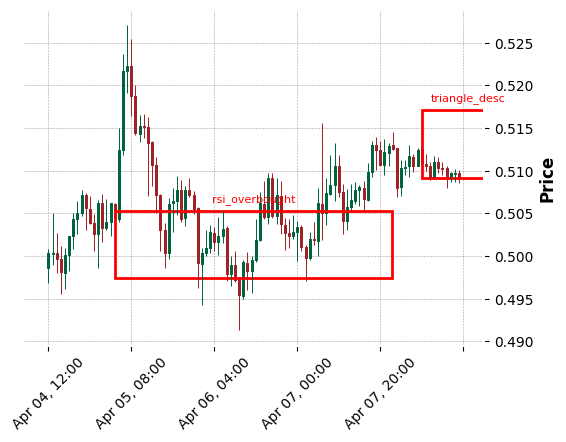 0.525
0.520
triangle_desc
0.515
0.510
Price
rsi_overbought
0.505
0.500
0.495
0.490
Apr 04, 12:00
Apr 05, 08:00
Apr 06, 04:00
Apr 07, 00:00
Apr 07, 20:00